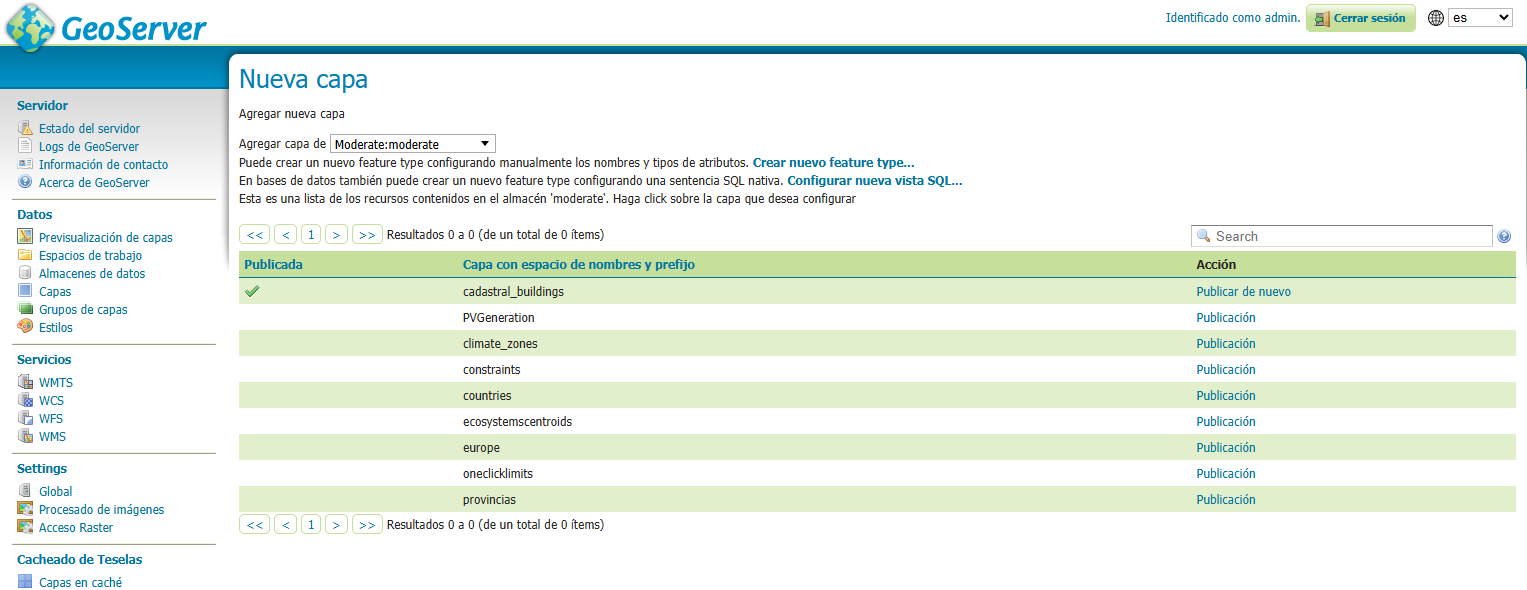 GeoServer
Identificado como admin. Cerrar sesión es
Servidor
Estado del servidor
Logs de GeoServer
Información de contacto
Acerca de GeoServer
Datos
Previsualización de capas
Espacios de trabajo
Almacenes de datos
Capas
Grupos de capas
Estilos
Servicios
WMTS
WCS
WFS
WMS
Settings
Global
Procesado de imágenes
Acceso Raster
Cacheado de Teselas
Capas en caché
Nueva capa
Agregar nueva capa
Agregar capa de Moderate:moderate
Puede crear un nuevo feature type configurando manualmente los nombres y tipos de atributos. Crear nuevo feature type...
En bases de datos también puede crear un nuevo feature type configurando una sentencia SQL nativa. Configurar nueva vista SQL...
Esta es una lista de los recursos contenidos en el almacén 'moderate'. Haga click sobre la capa que desea configurar
<< < 1 > >> Resultados 0 a 0 (de un total de 0 ítems) Search
Publicada Capa con espacio de nombres y prefijo Acción
cadastral_buildings Publicar de nuevo
PVGeneration Publicación
climate_zones Publicación
constraints Publicación
countries Publicación
ecosystemscentroids Publicación
europe Publicación
oneclicklimits Publicación
provincias Publicación
<< < 1 > >> Resultados 0 a 0 (de un total de 0 ítems)